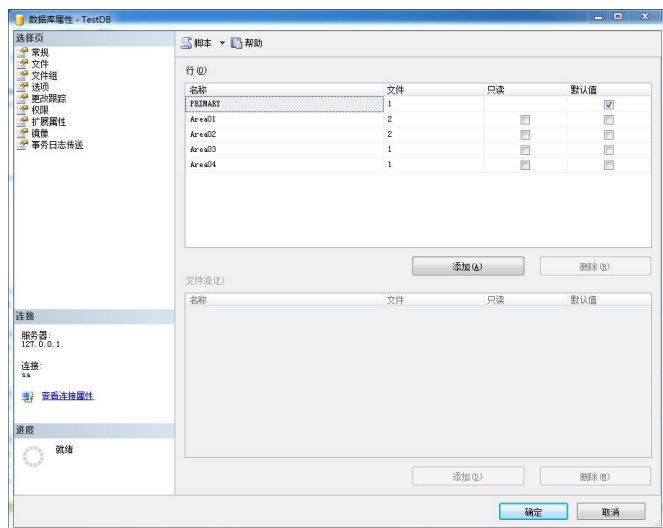 数据库属性 - TestDB
选择页
常规
文件
文件组
选项
更改跟踪
权限
扩展属性
镜像
事务日志传送
脚本 帮助
行(O)
名称 文件 只读 默认值
PRIMARY 1
Area01 2
Area02 2
Area03 1
Area04 1
添加(A) 删除(R)
文件流(F)
名称 文件 只读 默认值
添加(D) 删除(M)
连接
服务器:
127.0.0.1
连接:
sa
查看连接属性
进度
就绪
确定 取消